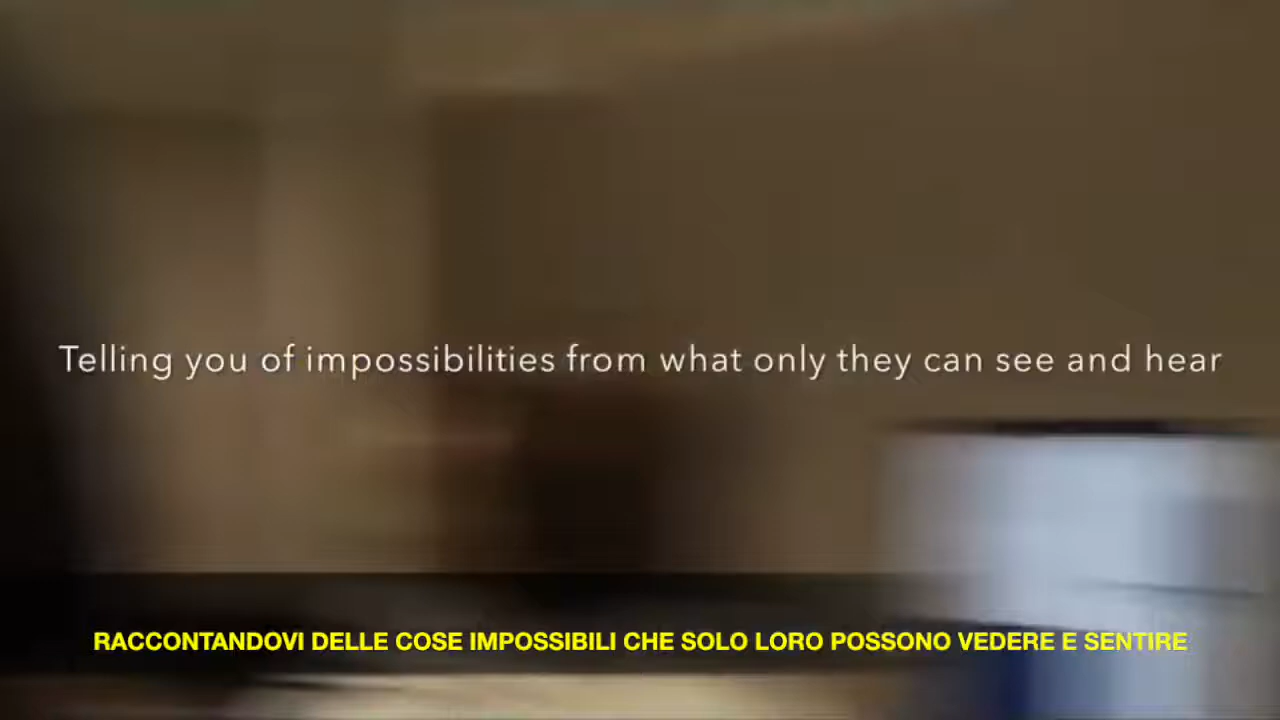 Telling you of impossibilities from what only they can see and hear
RACCONTANDOVI DELLE COSE IMPOSSIBILI CHE SOLO LORO POSSONO VEDERE E SENTIRE